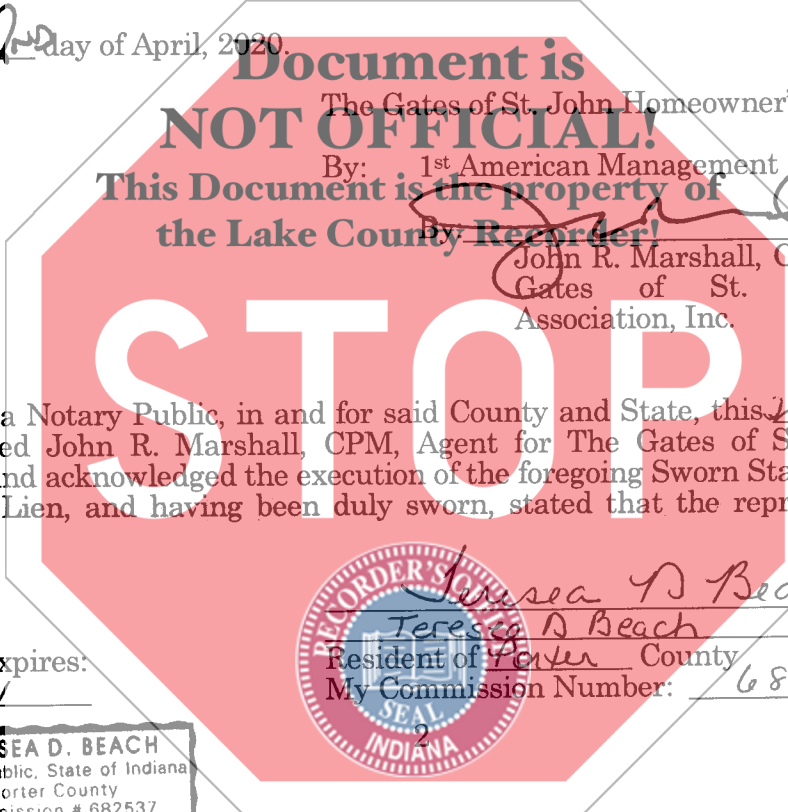 day of April, 2020.
Document is
NOT OFFICIAL!
This Document is the property of
the Lake County Recorder!
STOP
The Gates of St. John Homeowner'
By: 1st American Management
By:
John R. Marshall, C
Gates of St.
Association, Inc.
a Notary Public, in and for said County and State, this
ed John R. Marshall, CPM, Agent for The Gates of S
nd acknowledged the execution of the foregoing Sworn Sta
Lien, and having been duly sworn, stated that the repr
Teresea D Bea
Teresea D Beach
xpires:
Resident of Porter County
My Commission Number: 68
2
RECORDER'S OFFICE
SEAL
INDIANA
SEA D. BEACH
blic, State of Indiana
orter County
ission # 682537